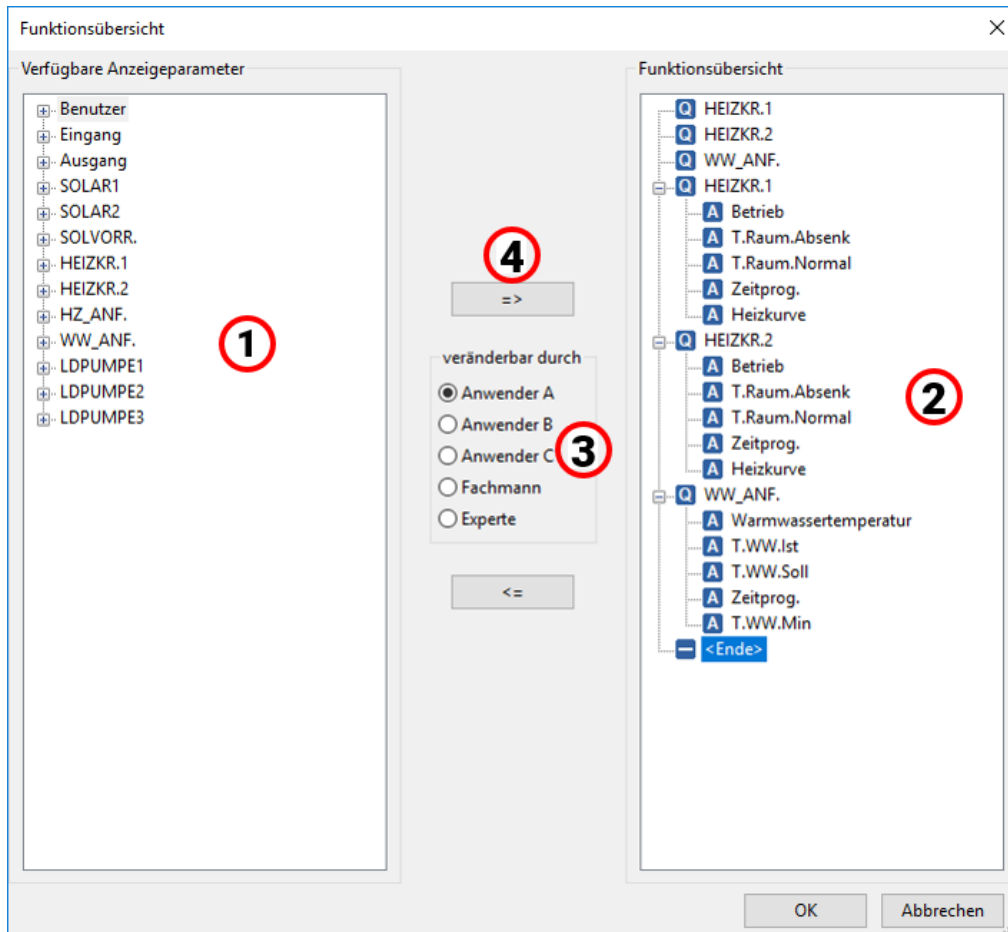 Funktionsübersicht
Verfügbare Anzeigeparameter
Benutzer
Eingang
Ausgang
SOLAR1
SOLAR2
SOLVORR.
HEIZKR.1
HEIZKR.2
HZ_ANF.
WW_ANF.
LDPUMPE1
LDPUMPE2
LDPUMPE3
1
4
=>
veränderbar durch
Anwender A
Anwender B
Anwender C
Fachmann
Experte
3
<=
Funktionsübersicht
Q HEIZKR.1
Q HEIZKR.2
Q WW_ANF.
Q HEIZKR.1
A Betrieb
A T.Raum.Absenk
A T.Raum.Normal
A Zeitprog.
A Heizkurve
Q HEIZKR.2
A Betrieb
A T.Raum.Absenk
A T.Raum.Normal
A Zeitprog.
A Heizkurve
Q WW_ANF.
A Warmwassertemperatur
A T.WW.Ist
A T.WW.Soll
A Zeitprog.
A T.WW.Min
<Ende>
2
OK
Abbrechen